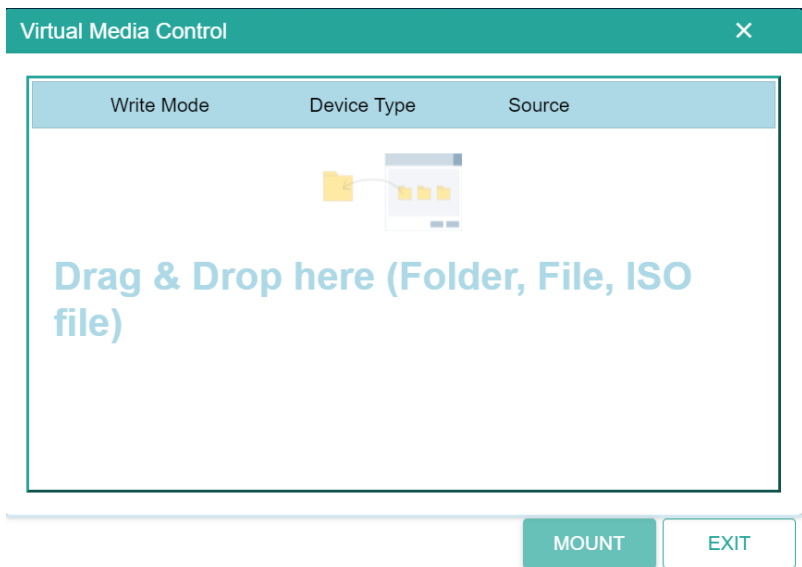 Virtual Media Control
Write Mode Device Type Source
Drag & Drop here (Folder, File, ISO
file)
MOUNT EXIT